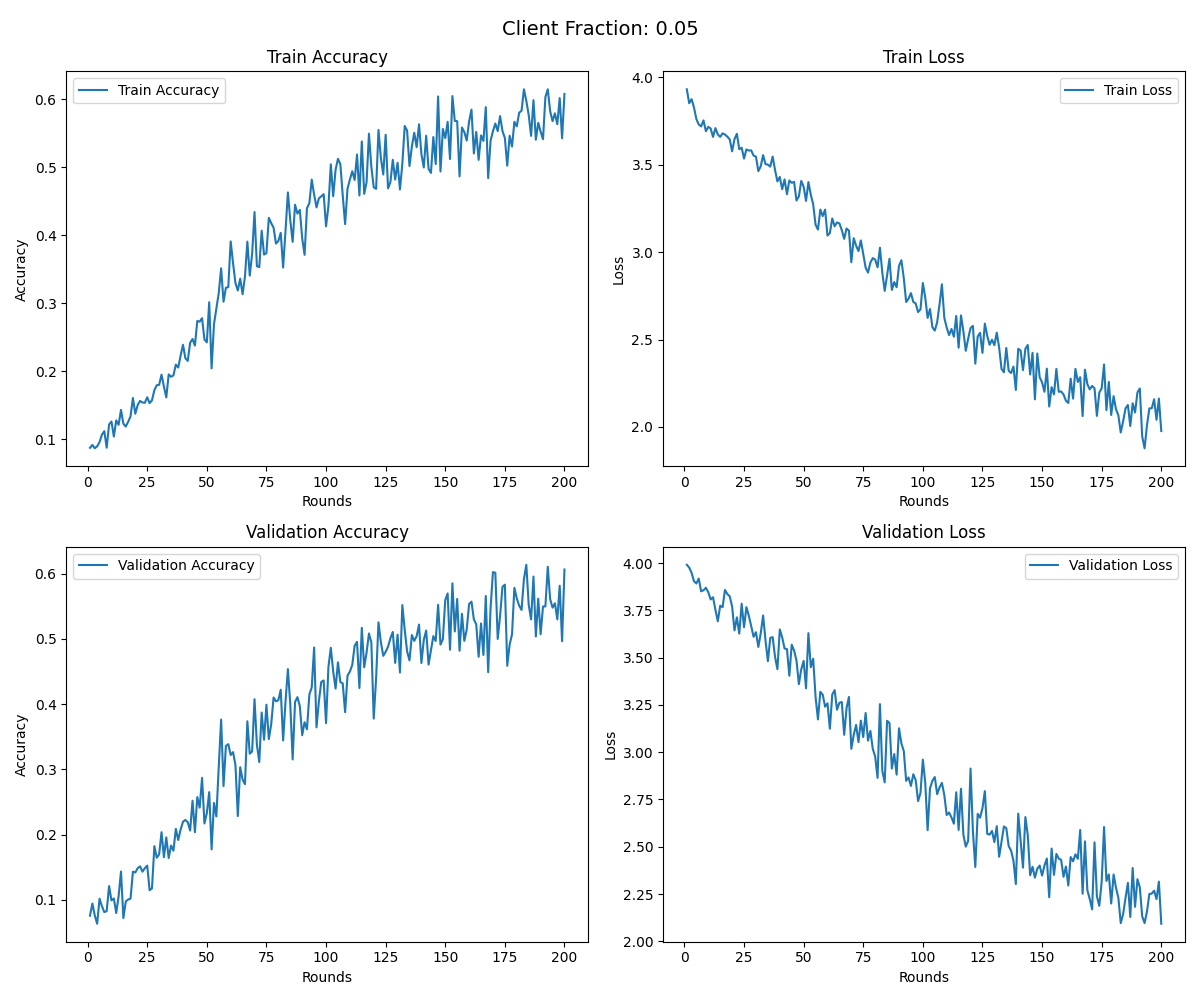 Client Fraction: 0.05
Train Accuracy
Train Accuracy
0.6
0.5
0.4
0.3
0.2
0.1
Accuracy
0 25 50 75 100 125 150 175 200
Rounds
Train Loss
Train Loss
4.0
3.5
3.0
2.5
2.0
Loss
0 25 50 75 100 125 150 175 200
Rounds
Validation Accuracy
Validation Accuracy
0.6
0.5
0.4
0.3
0.2
0.1
Accuracy
0 25 50 75 100 125 150 175 200
Rounds
Validation Loss
Validation Loss
4.00
3.75
3.50
3.25
3.00
2.75
2.50
2.25
2.00
Loss
0 25 50 75 100 125 150 175 200
Rounds